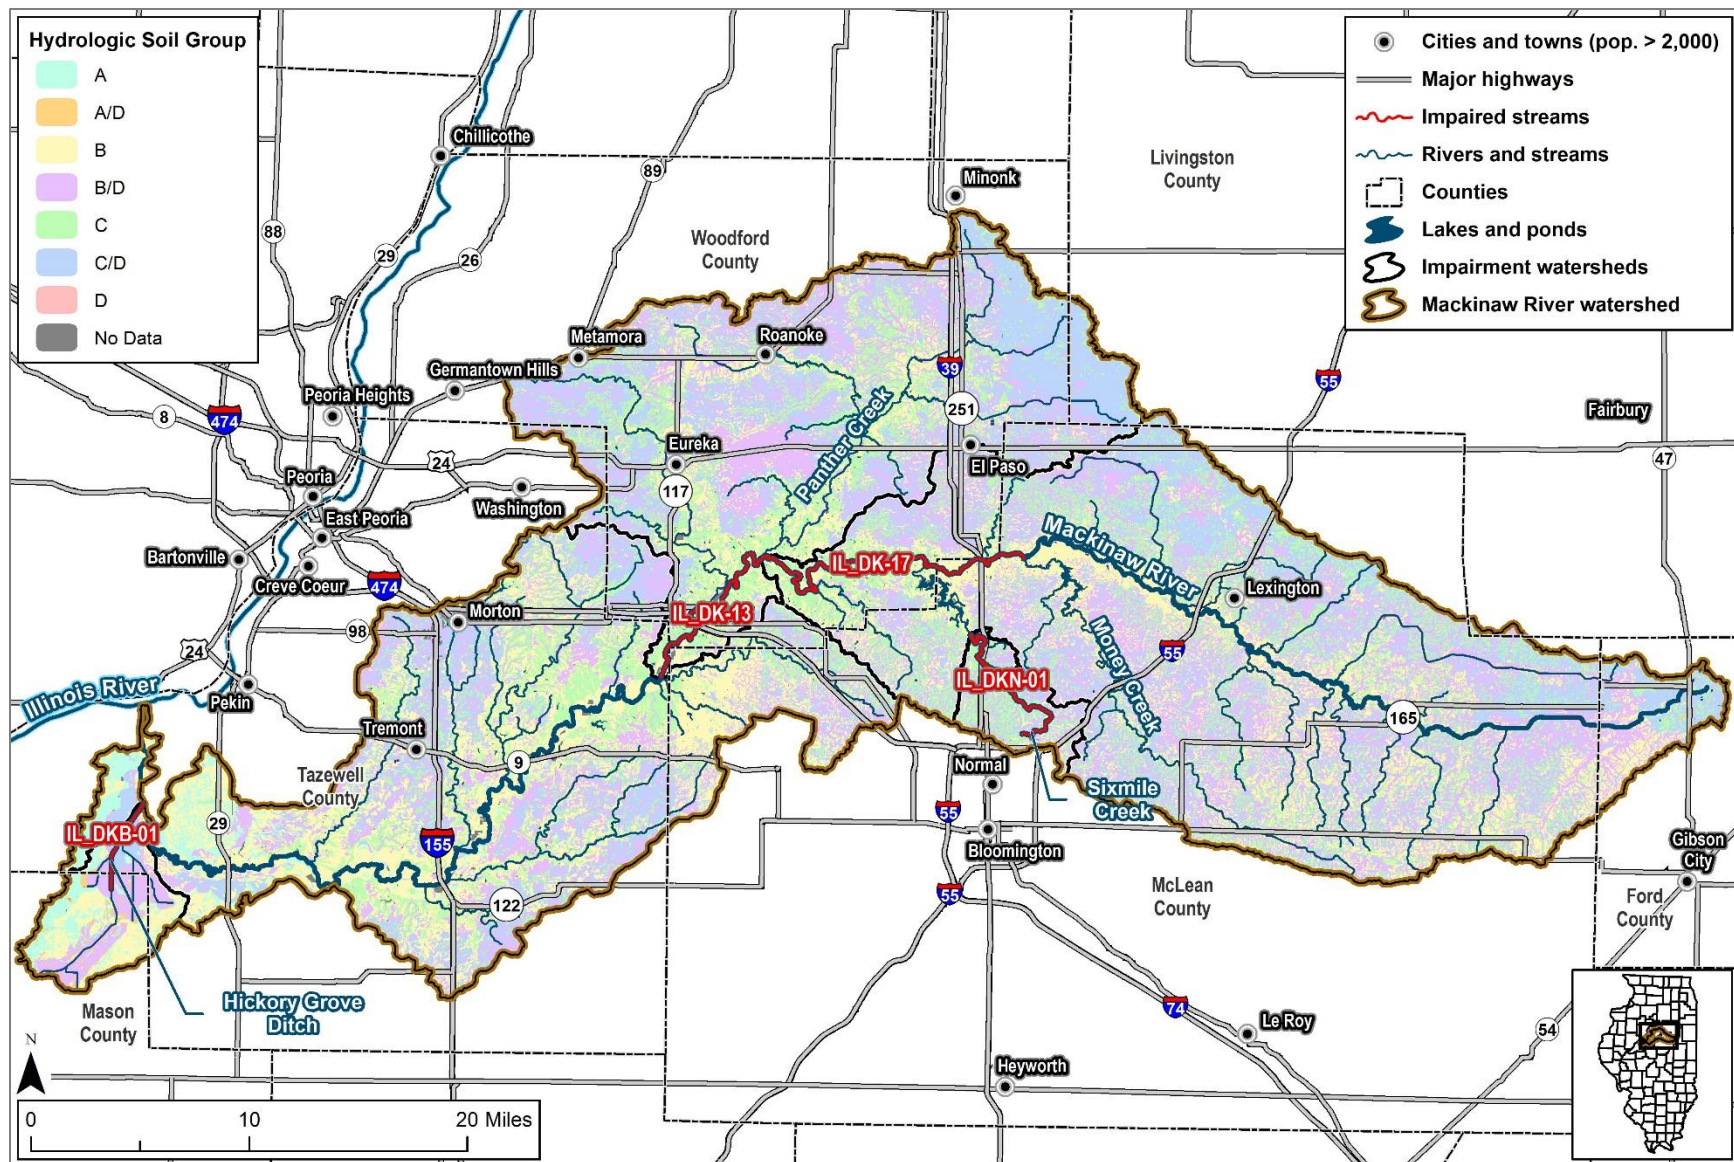 Hydrologic Soil Group
A
A/D
B
B/D
C
C/D
D
No Data
Cities and towns (pop. > 2,000)
Major highways
Impaired streams
Rivers and streams
Counties
Lakes and ponds
Impairment watersheds
Mackinaw River watershed
Chillicothe
89
Livingston
County
Minonk
88
29
26
Woodford
County
Metamora
Roanoke
Germantown Hills
39
55
Peoria Heights
8
474
251
Fairbury
Panther Creek
Eureka
El Paso
24
47
Peoria
117
Washington
East Peoria
Mackinaw River
Bartonville
IL_DK-17
Creve Coeur
474
Lexington
Morton
IL_DK-13
98
Money Creek
55
24
IL_DKN-01
Illinois River
Pekin
165
Tremont
9
Normal
Tazewell
County
Sixmile
Creek
29
55
IL_DKB-01
155
Bloomington
Gibson
City
McLean
County
55
122
Ford
County
Hickory Grove
Ditch
Mason
County
74
Le Roy
54
N
Heyworth
0 10 20 Miles